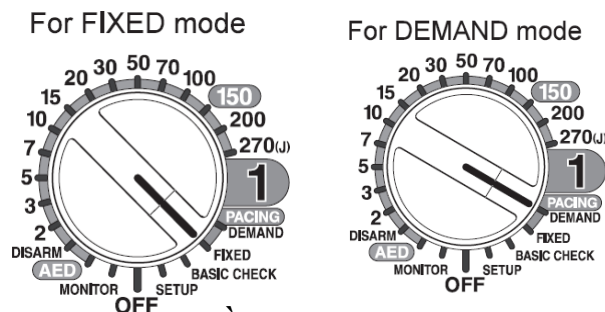 For FIXED mode
50
30
70
20
100
15
150
10
200
7
270(J)
5
1
3
PACING
2
DEMAND
DISARM
FIXED
AED
BASIC CHECK
MONITOR
SETUP
OFF
For DEMAND mode
50
30
70
20
100
15
150
10
200
7
270(J)
5
1
3
PACING
2
DEMAND
DISARM
FIXED
AED
BASIC CHECK
MONITOR
SETUP
OFF